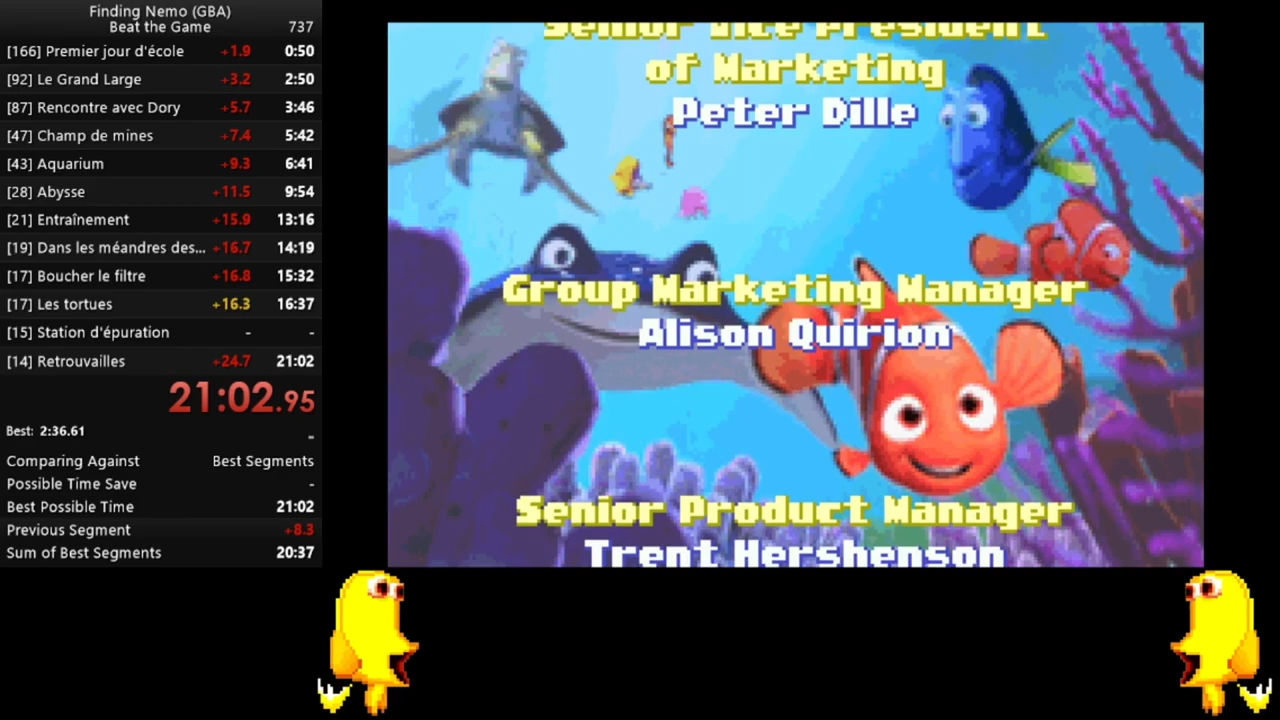 Finding Nemo (GBA)
Beat the Game 737
[166] Premier jour d'école +1.9 0:50
[92] Le Grand Large +3.2 2:50
[87] Rencontre avec Dory +5.7 3:46
[47] Champ de mines +7.4 5:42
[43] Aquarium +9.3 6:41
[28] Abysse +11.5 9:54
[21] Entraînement +15.9 13:16
[19] Dans les méandres des... +16.7 14:19
[17] Boucher le filtre +16.8 15:32
[17] Les tortues +16.3 16:37
[15] Station d'épuration - -
[14] Retrouvailles +24.7 21:02
21:02.95
Best: 2:36.61 -
Comparing Against Best Segments
Possible Time Save -
Best Possible Time 21:02
Previous Segment +8.3
Sum of Best Segments 20:37
Senior Vice President
of Marketing
Peter Dille
Group Marketing Manager
Alison Quirion
Senior Product Manager
Trent Hershenson